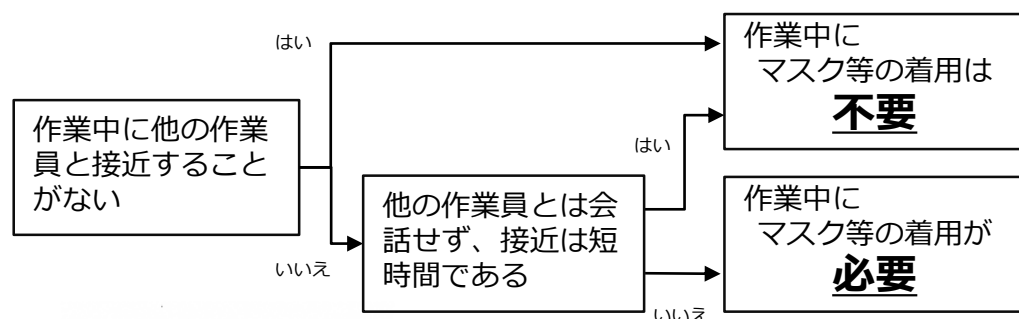 はい
作業中に他の作業
員と接近すること
がない
いいえ
他の作業員とは会
話せず、接近は短
時間である
はい
いいえ
作業中に
マスク等の着用は
不要
作業中に
マスク等の着用が
必要